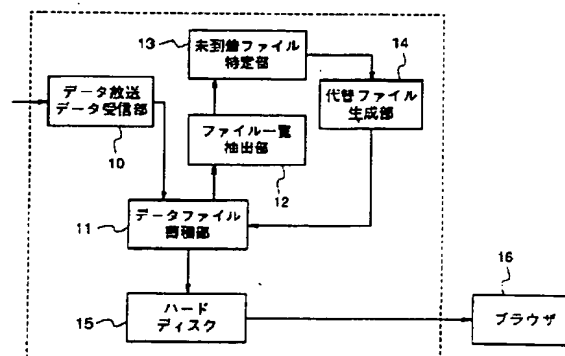 13
未到着ファイル
特定部
14
データ放送
データ受信部
10
代替ファイル
生成部
ファイル一覧
抽出部
12
データファイル
蓄積部
11
ハード
ディスク
15
16
ブラウザ